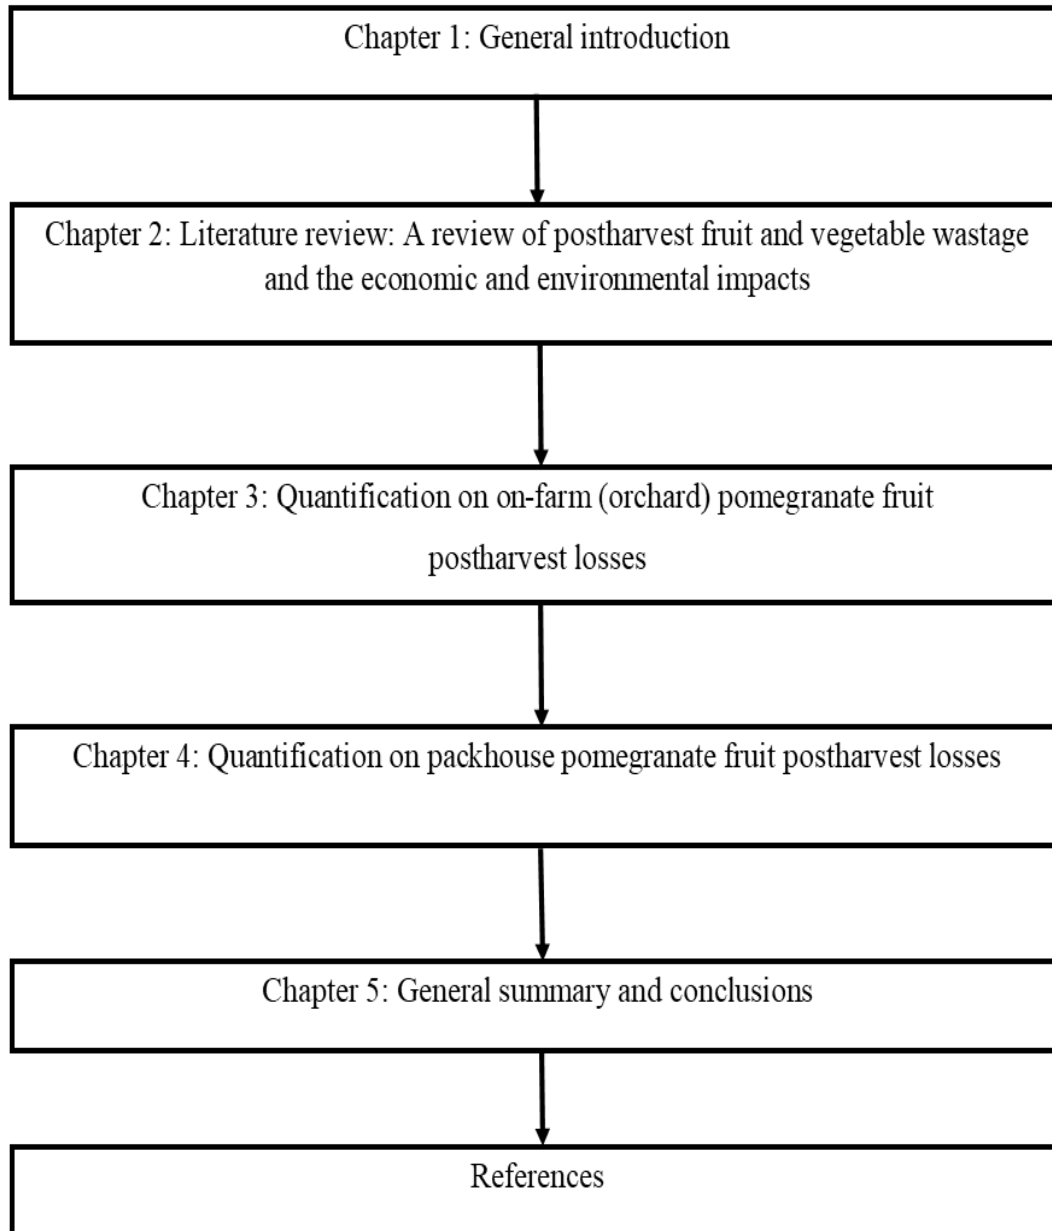 Chapter 1: General introduction
Chapter 2: Literature review: A review of postharvest fruit and vegetable wastage
and the economic and environmental impacts
Chapter 3: Quantification on on-farm (orchard) pomegranate fruit
postharvest losses
Chapter 4: Quantification on packhouse pomegranate fruit postharvest losses
Chapter 5: General summary and conclusions
References